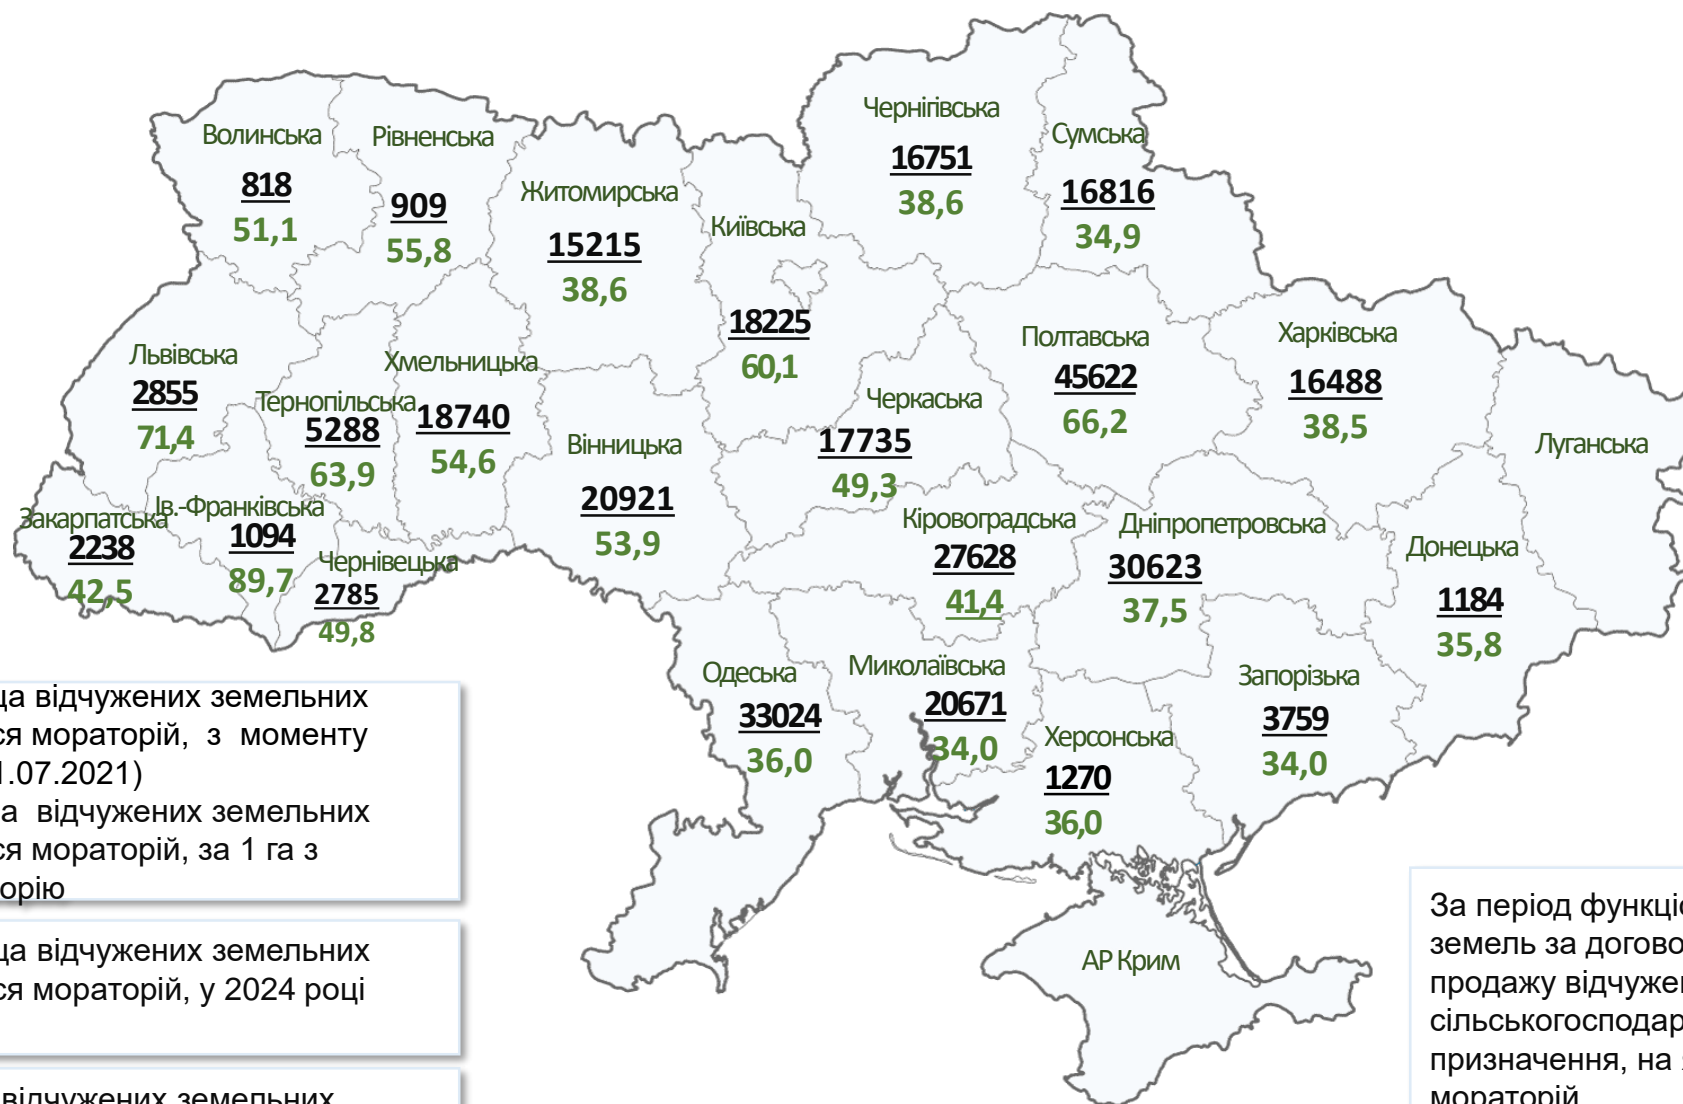 Чернігівська
16751
38,6
Сумська
16816
34,9
Волинська
818
51,1
Рівненська
909
55,8
Житомирська
15215
38,6
Київська
18225
60,1
Львівська
2855
71,4
Тернопільська
5288
63,9
Хмельницька
18740
54,6
Вінницька
20921
53,9
Черкаська
17735
49,3
Полтавська
45622
66,2
Харківська
16488
38,5
Луганська
Закарпатська
2238
42,5
Ів.-Франківська
1094
89,7
Чернівецька
2785
49,8
Кіровоградська
27628
41,4
Дніпропетровська
30623
37,5
Донецька
1184
35,8
Одеська
33024
36,0
Миколаївська
20671
34,0
Херсонська
1270
36,0
Запорізька
3759
34,0
АР Крим
ща відчужених земельних
ся мораторій, з моменту
1.07.2021)
а відчужених земельних
ся мораторій, за 1 га з
орію
ща відчужених земельних
ся мораторій, у 2024 році
відчужених земельних
За період функціо
земель за догово
продажу відчужен
сільськогосподар
призначення, на я
мораторій